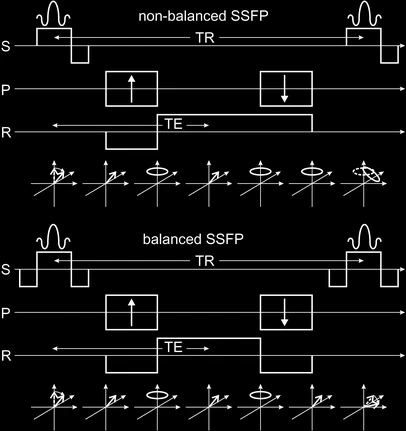 non-balanced SSFP
S
TR
P
R
TE
balanced SSFP
S
TR
P
R
TE